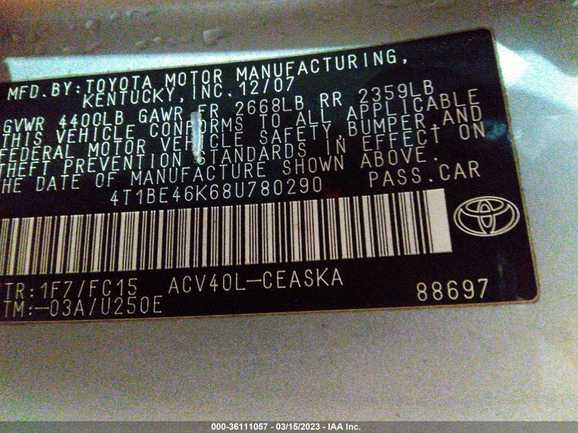 MFD.BY:TOYOTA MOTOR MANUFACTURING,
KENTUCKY, INC. 12/07
GVWR 4400LB GAWR FR 2668LB RR 2359LB
THIS VEHICLE CONFORMS TO ALL APPLICABLE
FEDERAL MOTOR VEHICLE SAFETY, BUMPER, AND
THEFT PREVENTION STANDARDS IN EFFECT ON
THE DATE OF MANUFACTURE SHOWN ABOVE.
4T1BE46K68U780290 PASS.CAR
TR:1F7/FC15 ACV40L-CEASKA
TM:-03A/U250E 88697
000-36111057 / 03/15/2023 - IAA Inc.